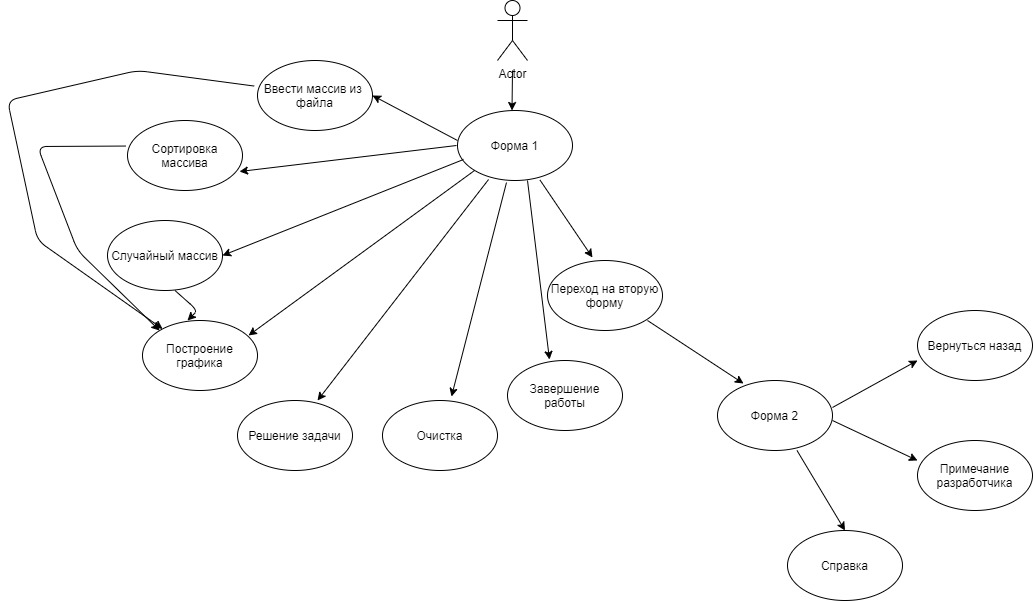 Actor
Ввести массив из
файла
Форма 1
Сортировка
массива
Случайный массив
Переход на вторую
форму
Построение
графика
Вернуться назад
Завершение
работы
Форма 2
Решение задачи
Очистка
Примечание
разработчика
Справка